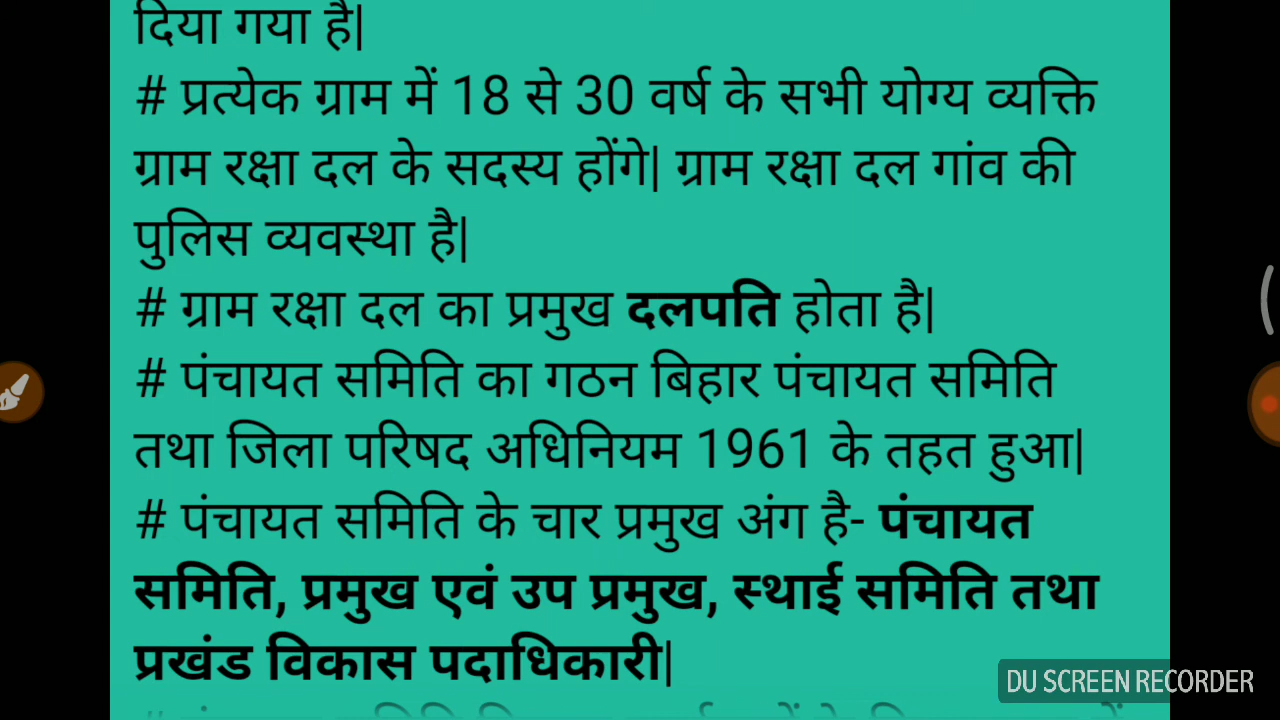 दिया गया है|
# प्रत्येक ग्राम में 18 से 30 वर्ष के सभी योग्य व्यक्ति
ग्राम रक्षा दल के सदस्य होंगे| ग्राम रक्षा दल गांव की
पुलिस व्यवस्था है|
# ग्राम रक्षा दल का प्रमुख दलपति होता है|
# पंचायत समिति का गठन बिहार पंचायत समिति
तथा जिला परिषद अधिनियम 1961 के तहत हुआ|
# पंचायत समिति के चार प्रमुख अंग है- पंचायत
समिति, प्रमुख एवं उप प्रमुख, स्थाई समिति तथा
प्रखंड विकास पदाधिकारी|
DU SCREEN RECORDER